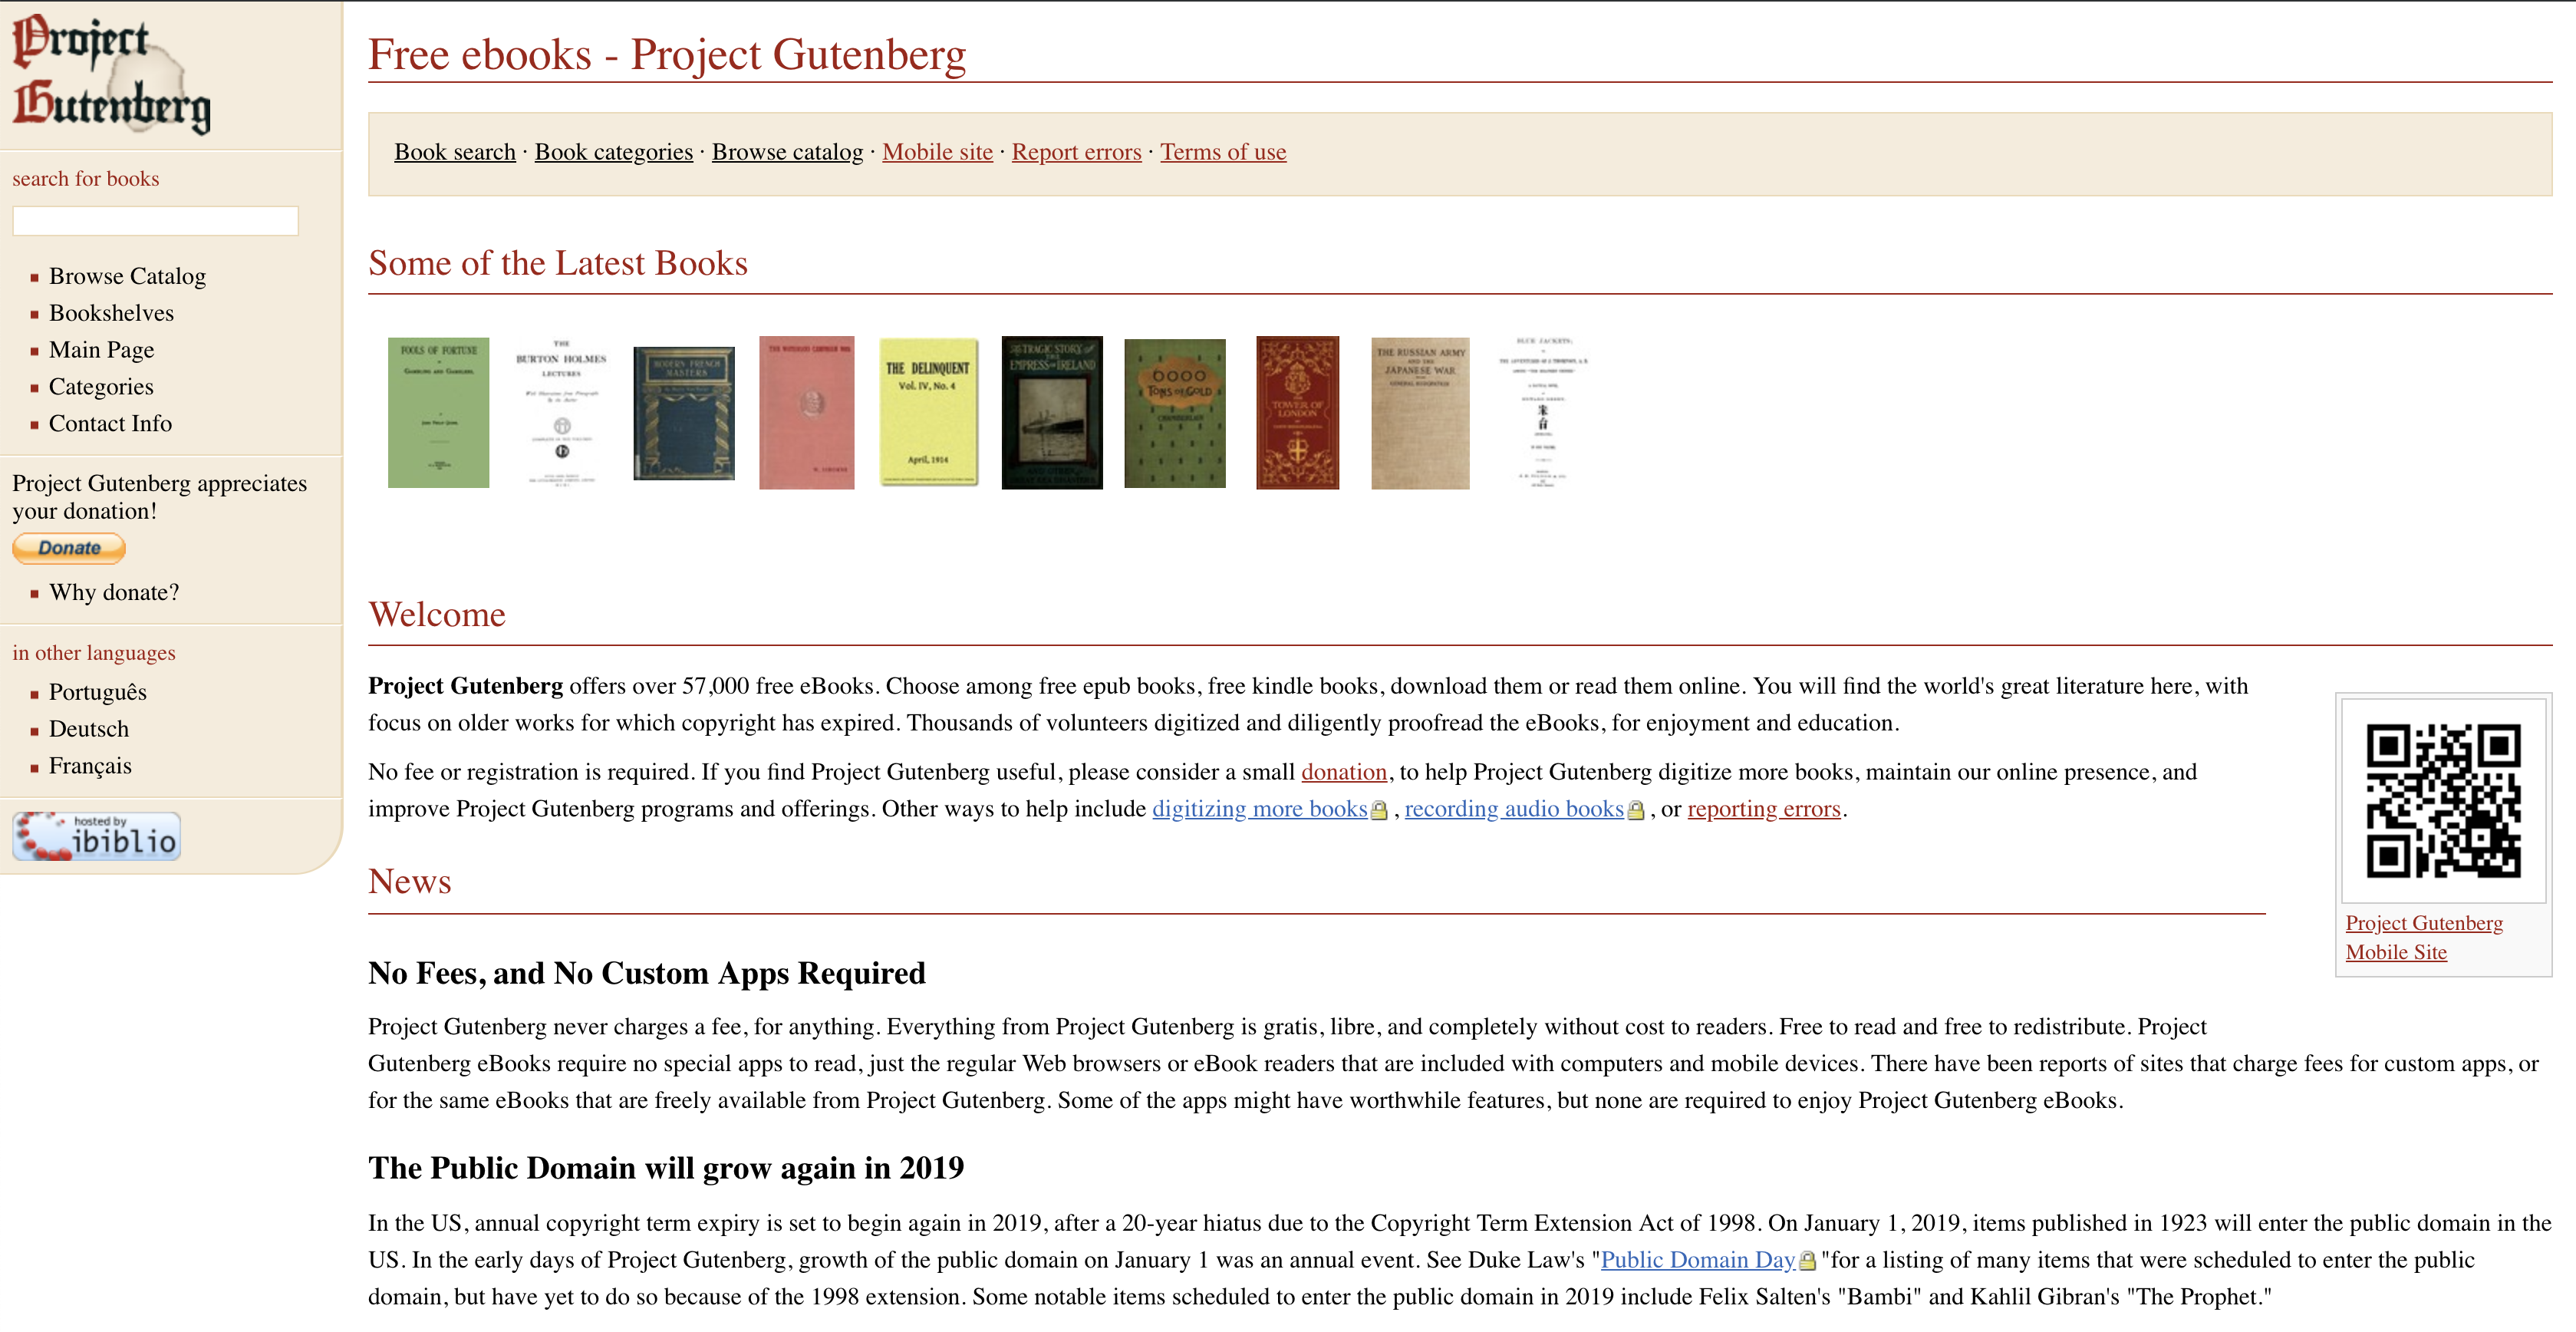 Project
Gutenberg
search for books
Browse Catalog
Bookshelves
Main Page
Categories
Contact Info
Project Gutenberg appreciates
your donation!
Donate
Why donate?
in other languages
Português
Deutsch
Français
hosted by
ibiblio
Free ebooks - Project Gutenberg
Book search · Book categories · Browse catalog · Mobile site · Report errors · Terms of use
Some of the Latest Books
FOOLS OF FORTUNE
GAMBLING AND GAMBLERS.
THE
BURTON HOLMES
LECTURES
MODERN FRENCH
MASTERS
THE DELINQUENT
Vol. IV, No. 4
April, 1914
TRAGIC STORY OF
THE
EMPRESS OF IRELAND
6000
TONS OF GOLD
CHAMBERLAIN
THE
TOWER OF
LONDON
THE RUSSIAN ARMY
AND THE
JAPANESE WAR
BLUE JACKETS;
Welcome
Project Gutenberg offers over 57,000 free eBooks. Choose among free epub books, free kindle books, download them or read them online. You will find the world's great literature here, with
focus on older works for which copyright has expired. Thousands of volunteers digitized and diligently proofread the eBooks, for enjoyment and education.
No fee or registration is required. If you find Project Gutenberg useful, please consider a small donation, to help Project Gutenberg digitize more books, maintain our online presence, and
improve Project Gutenberg programs and offerings. Other ways to help include digitizing more books , recording audio books , or reporting errors.
Project Gutenberg
Mobile Site
News
No Fees, and No Custom Apps Required
Project Gutenberg never charges a fee, for anything. Everything from Project Gutenberg is gratis, libre, and completely without cost to readers. Free to read and free to redistribute. Project
Gutenberg eBooks require no special apps to read, just the regular Web browsers or eBook readers that are included with computers and mobile devices. There have been reports of sites that charge fees for custom apps, or
for the same eBooks that are freely available from Project Gutenberg. Some of the apps might have worthwhile features, but none are required to enjoy Project Gutenberg eBooks.
The Public Domain will grow again in 2019
In the US, annual copyright term expiry is set to begin again in 2019, after a 20-year hiatus due to the Copyright Term Extension Act of 1998. On January 1, 2019, items published in 1923 will enter the public domain in the
US. In the early days of Project Gutenberg, growth of the public domain on January 1 was an annual event. See Duke Law's "Public Domain Day "for a listing of many items that were scheduled to enter the public
domain, but have yet to do so because of the 1998 extension. Some notable items scheduled to enter the public domain in 2019 include Felix Salten's "Bambi" and Kahlil Gibran's "The Prophet."